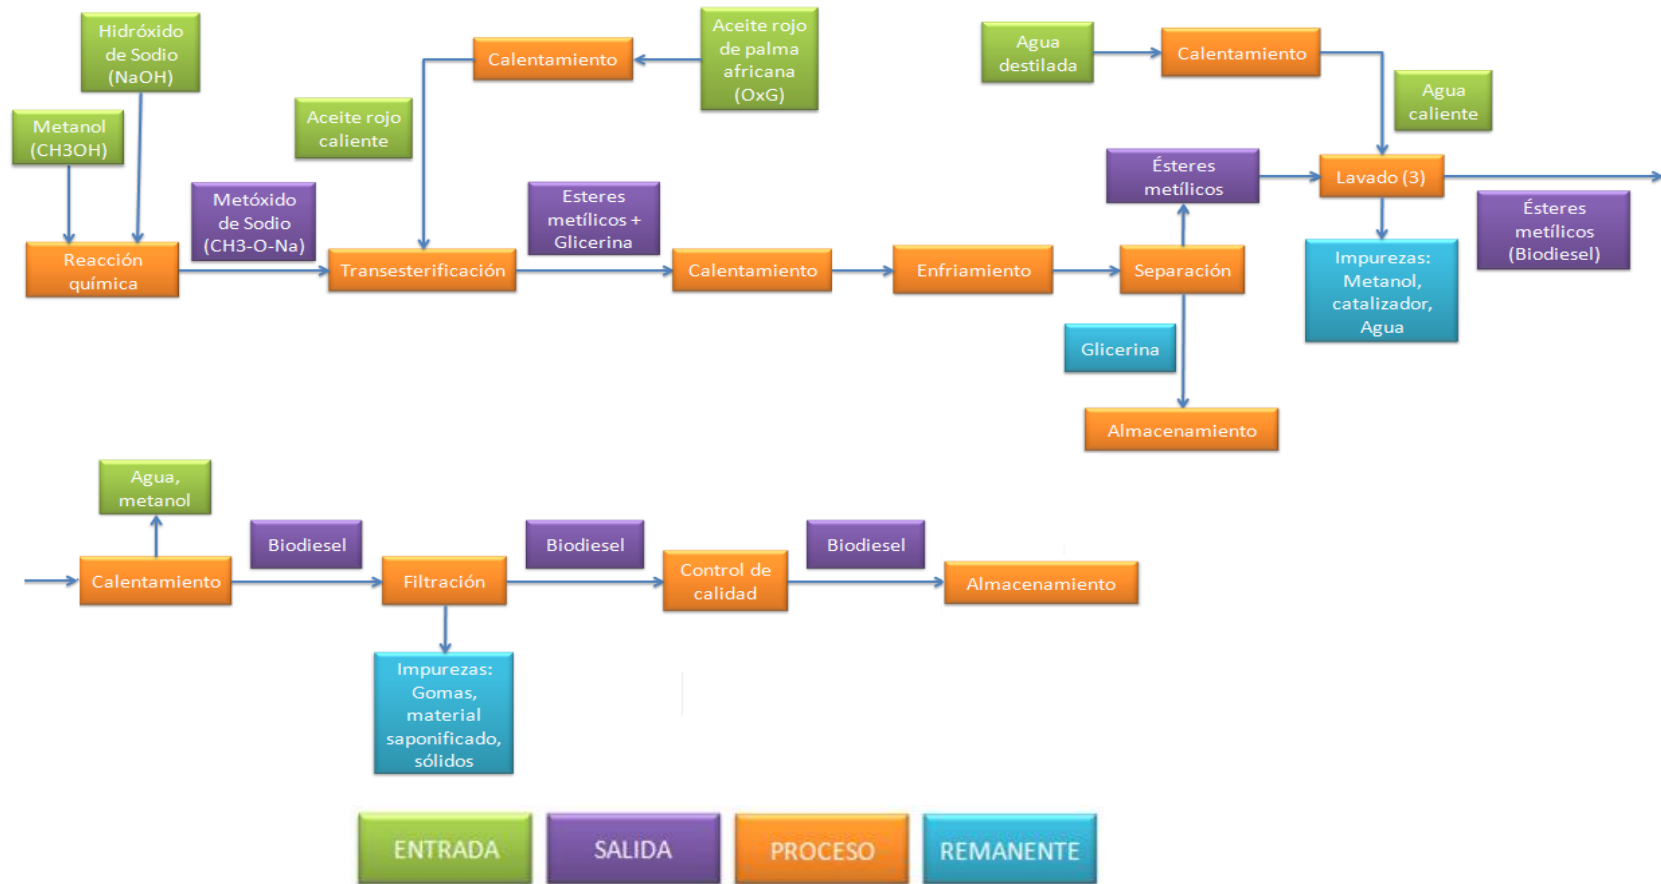 Hidróxido
de Sodio
(NaOH)
Metanol
(CH3OH)
Reacción
química
Metóxido
de Sodio
(CH3-O-Na)
Aceite rojo
caliente
Calentamiento
Aceite rojo
de palma
africana
(OxG)
Transesterificación
Esteres
metílicos +
Glicerina
Calentamiento
Enfriamiento
Separación
Ésteres
metílicos
Glicerina
Almacenamiento
Agua
destilada
Calentamiento
Agua
caliente
Lavado (3)
Impurezas:
Metanol,
catalizador,
Agua
Ésteres
metílicos
(Biodiesel)
Agua,
metanol
Calentamiento
Biodiesel
Filtración
Impurezas:
Gomas,
material
saponificado,
sólidos
Biodiesel
Control de
calidad
Biodiesel
Almacenamiento
ENTRADA
SALIDA
PROCESO
REMANENTE